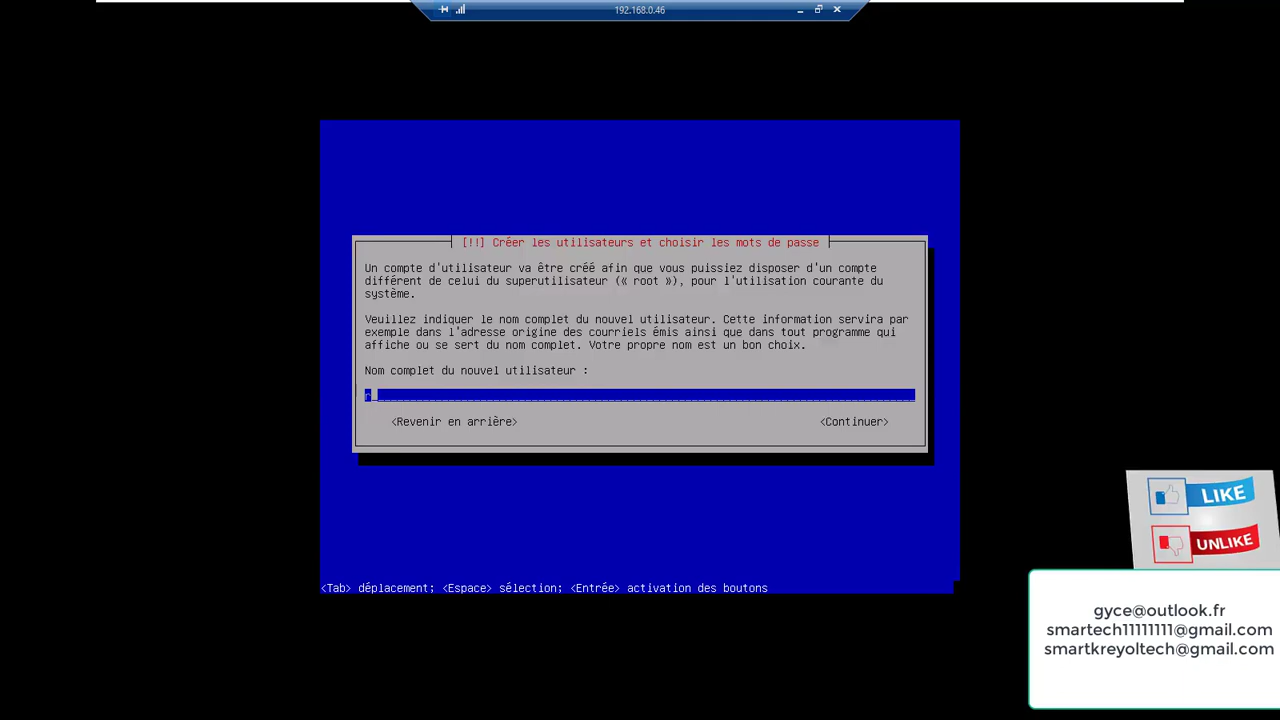 192.168.0.46
[!!] Créer les utilisateurs et choisir les mots de passe
Un compte d'utilisateur va être créé afin que vous puissiez disposer d'un compte
différent de celui du superutilisateur (« root »), pour l'utilisation courante du
système.
Veuillez indiquer le nom complet du nouvel utilisateur. Cette information servira par
exemple dans l'adresse origine des courriels émis ainsi que dans tout programme qui
affiche ou se sert du nom complet. Votre propre nom est un bon choix.
Nom complet du nouvel utilisateur :
<Revenir en arrière>
<Continuer>
LIKE
UNLIKE
<Tab> déplacement; <Espace> sélection; <Entrée> activation des boutons
gyce@outlook.fr
smartech11111111@gmail.com
smartkreyoltech@gmail.com